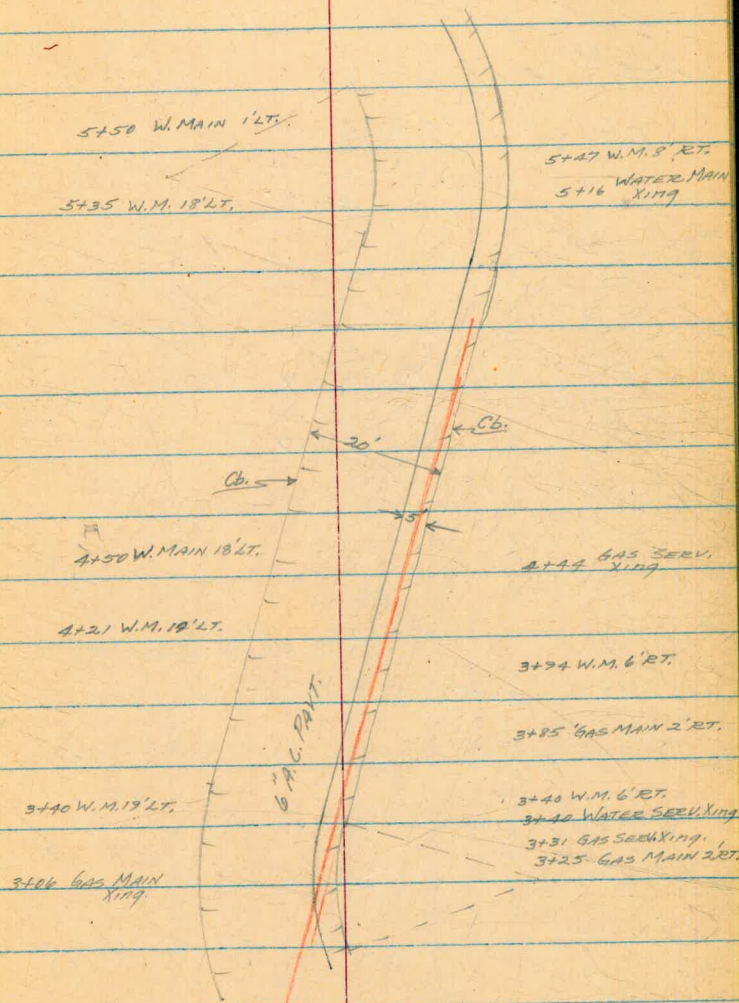 5+50 W. MAIN 1' LT.
5+47 W.M. 8' RT.
5+16 WATER MAIN
Xing
5+35 W.M. 18' LT.
Cb.
20'
Cb.
5'
4+50 W. MAIN 18' LT.
4+44 GAS SERV.
Xing
4+21 W.M. 19' LT.
3+94 W.M. 6' RT.
6" A.C. PAVT.
3+85 GAS MAIN 2' RT.
3+40 W.M. 19' LT.
3+40 W.M. 6' RT.
3+40 WATER SERV. Xing
3+31 GAS SERV. Xing.
3+25 GAS MAIN 2' RT.
3+06 GAS MAIN
Xing.